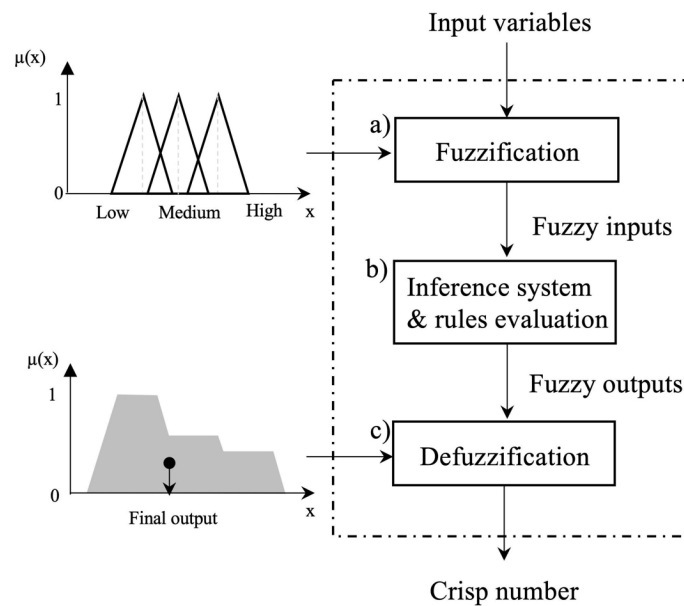 Input variables
μ(x)
1
0
Low Medium High x
a)
Fuzzification
Fuzzy inputs
b)
Inference system
& rules evaluation
Fuzzy outputs
μ(x)
1
0
Final output x
c)
Defuzzification
Crisp number